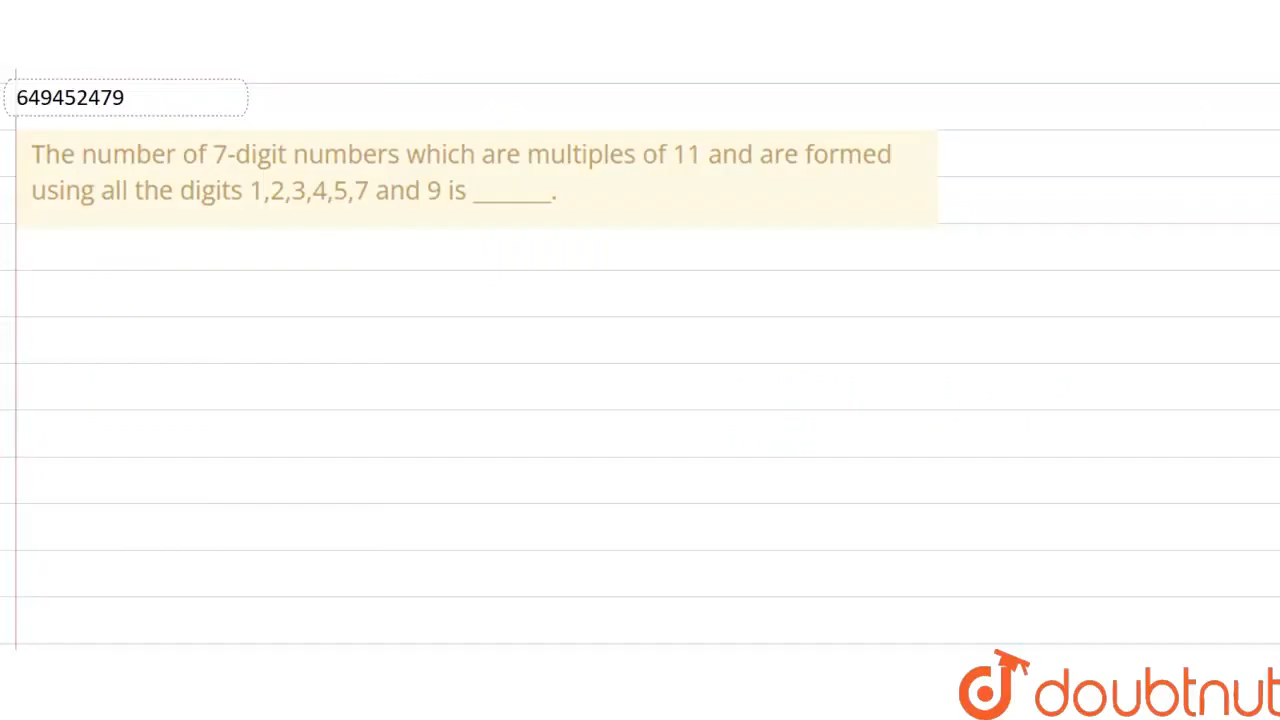 649452479
The number of 7-digit numbers which are multiples of 11 and are formed
using all the digits 1,2,3,4,5,7 and 9 is ______.
doubtnut